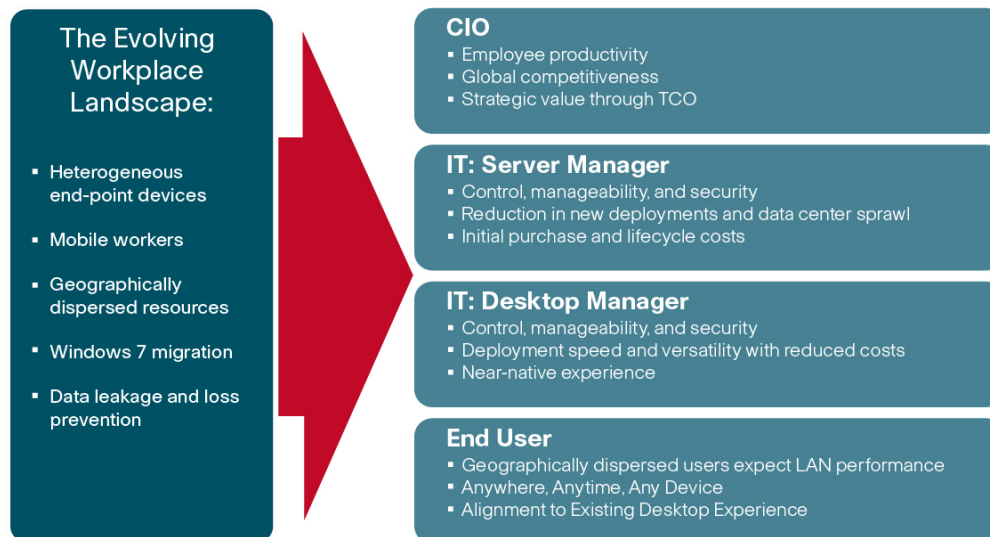 The Evolving
Workplace
Landscape:
▪ Heterogeneous
end-point devices
▪ Mobile workers
▪ Geographically
dispersed resources
▪ Windows 7 migration
▪ Data leakage and loss
prevention
CIO
▪ Employee productivity
▪ Global competitiveness
▪ Strategic value through TCO
IT: Server Manager
▪ Control, manageability, and security
▪ Reduction in new deployments and data center sprawl
▪ Initial purchase and lifecycle costs
IT: Desktop Manager
▪ Control, manageability, and security
▪ Deployment speed and versatility with reduced costs
▪ Near-native experience
End User
▪ Geographically dispersed users expect LAN performance
▪ Anywhere, Anytime, Any Device
▪ Alignment to Existing Desktop Experience